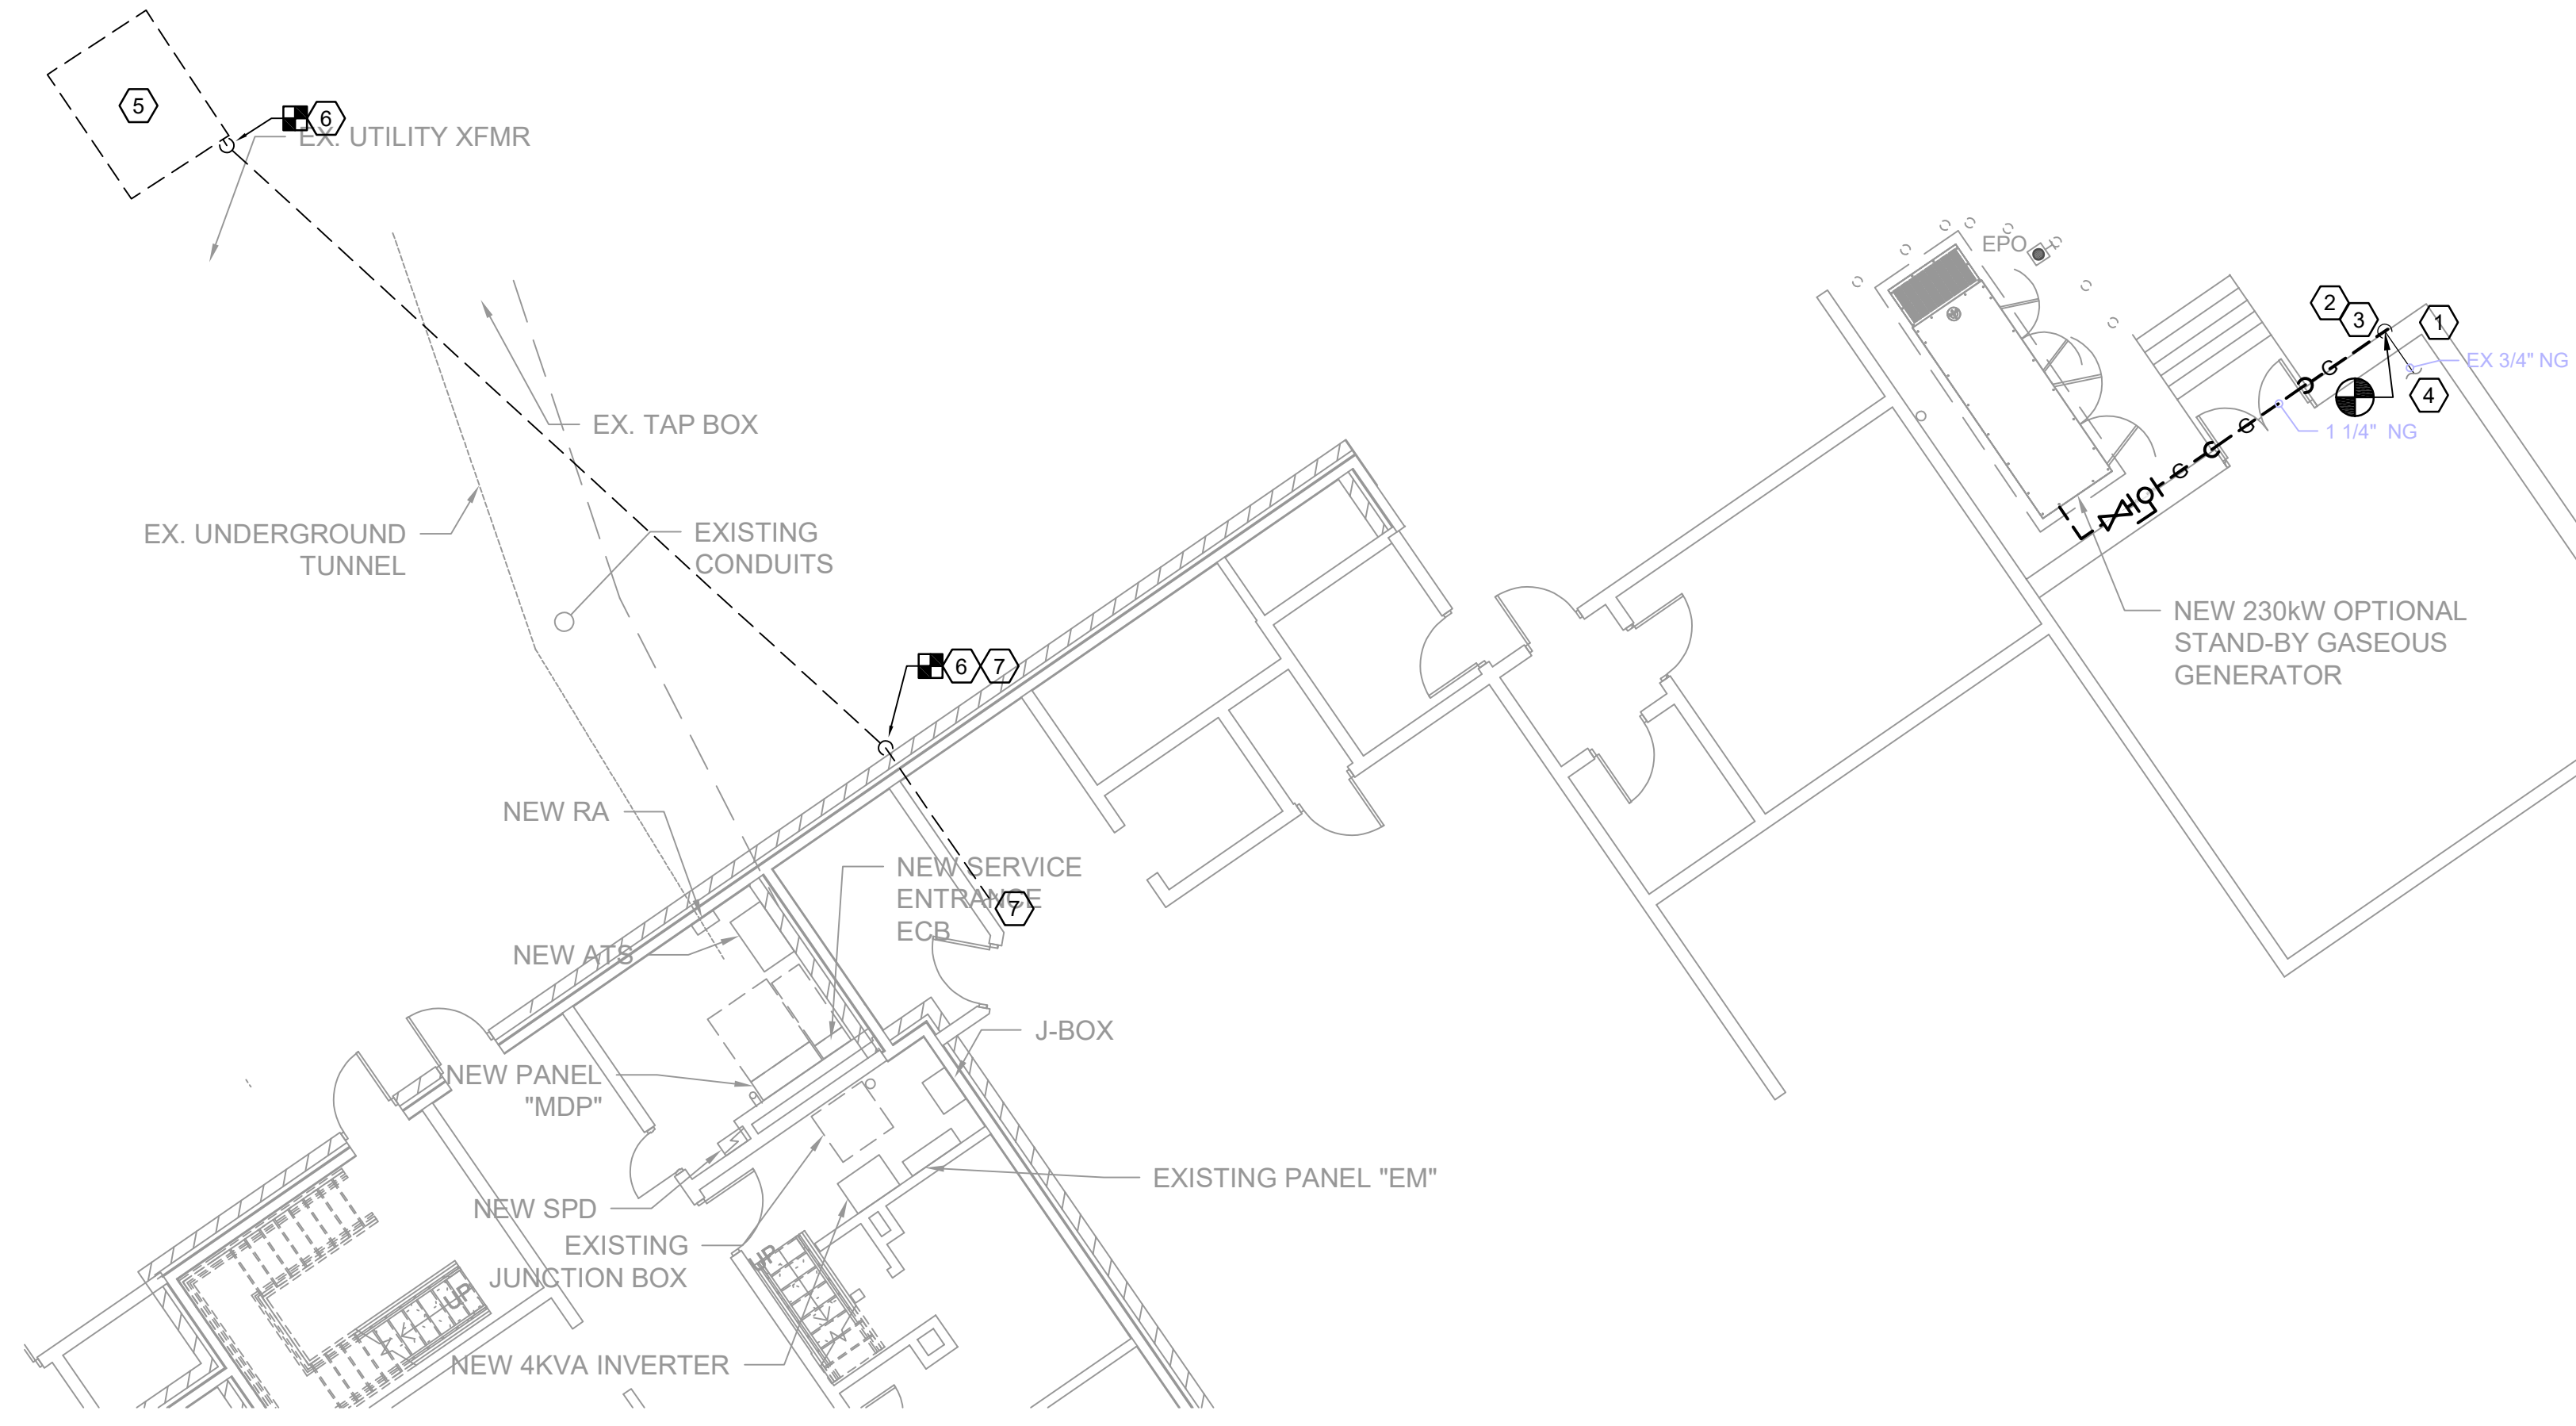 5
6
EX. UTILITY XFMR
EPO
2
3
1
EX 3/4" NG
4
1 1/4" NG
EX. TAP BOX
EX. UNDERGROUND
TUNNEL
EXISTING
CONDUITS
NEW 230kW OPTIONAL
STAND-BY GASEOUS
GENERATOR
6
7
NEW RA
NEW SERVICE
ENTRANCE
ECB
7
NEW ATS
J-BOX
NEW PANEL
"MDP"
EXISTING PANEL "EM"
NEW SPD
EXISTING
JUNCTION BOX
UP
UP
NEW 4KVA INVERTER